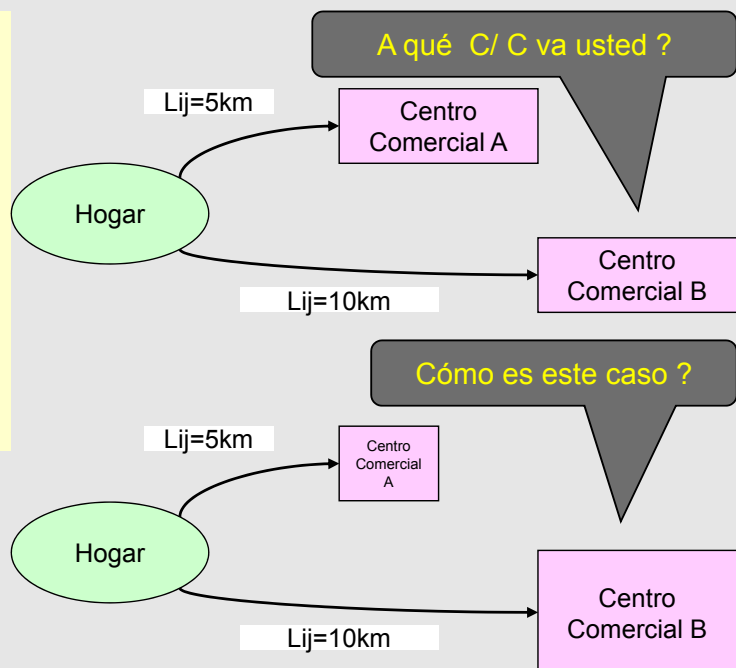 A qué C/ C va usted ?
Lij=5km
Centro
Comercial A
Hogar
Centro
Comercial B
Lij=10km
Cómo es este caso ?
Lij=5km
Centro
Comercial
A
Hogar
Centro
Comercial B
Lij=10km